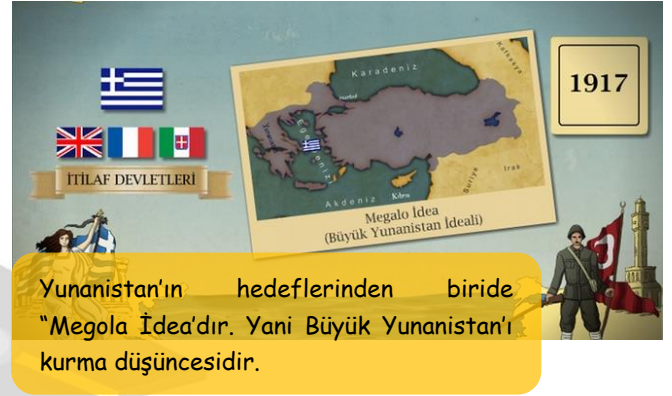 Karadeniz
Kafkasya
1917
İTİLAF DEVLETLERİ
Akdeniz
Kıbrıs
Suriye
Irak
Megalo İdea
(Büyük Yunanistan İdeali)
Yunanistan’ın hedeflerinden biride
“Megola İdea’dır. Yani Büyük Yunanistan’ı
kurma düşüncesidir.